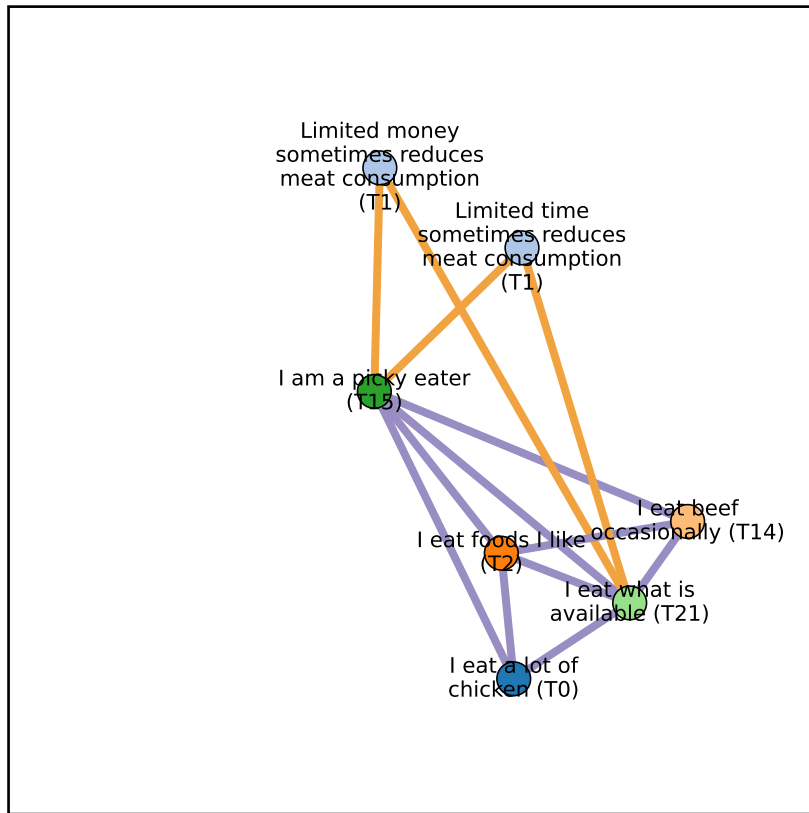 Limited money
sometimes reduces
meat consumption
(T1)
Limited time
sometimes reduces
meat consumption
(T1)
I am a picky eater
(T15)
I eat beef
occasionally (T14)
I eat foods I like
(T2)
I eat what is
available (T21)
I eat a lot of
chicken (T0)